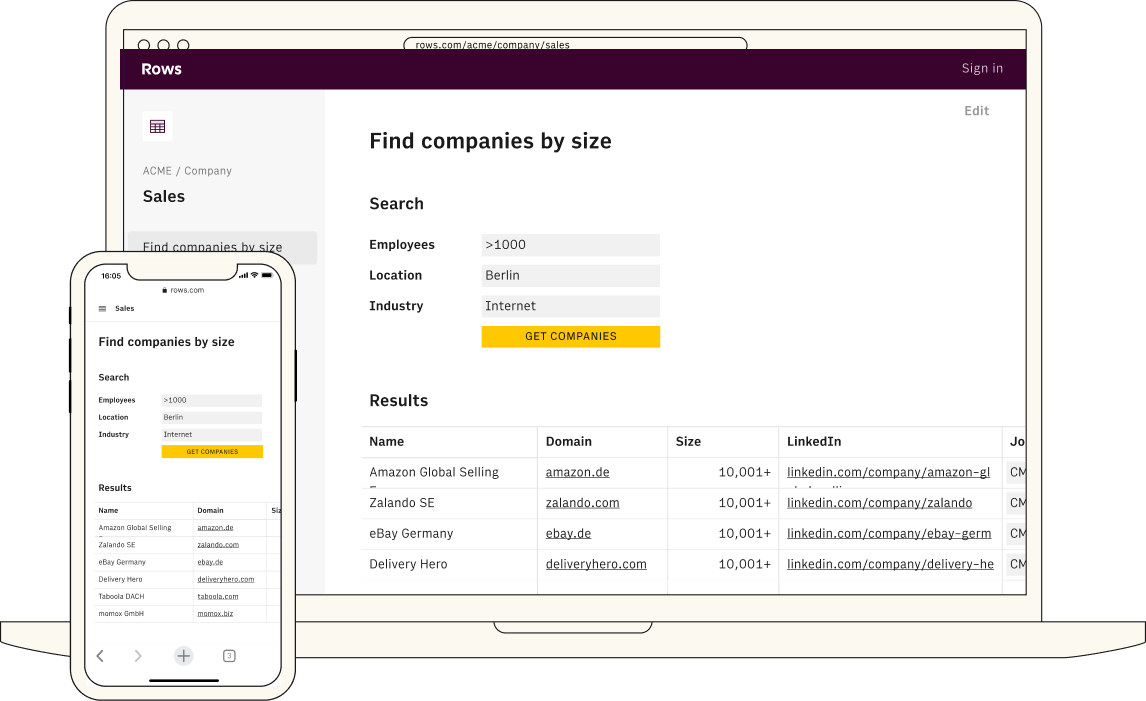 rows.com/acme/company/sales
Rows
Sign in
Edit
ACME / Company
Sales
Find companies by size
Find companies by size
Search
Employees >1000
Location Berlin
Industry Internet
GET COMPANIES
Results
Name Domain Size LinkedIn Jo
Amazon Global Selling amazon.de 10,001+ linkedin.com/company/amazon-gl CM
Zalando SE zalando.com 10,001+ linkedin.com/company/zalando CM
eBay Germany ebay.de 10,001+ linkedin.com/company/ebay-germ CM
Delivery Hero deliveryhero.com 10,001+ linkedin.com/company/delivery-he CM
16:05
rows.com
Sales
Find companies by size
Search
Employees >1000
Location Berlin
Industry Internet
GET COMPANIES
Results
Name Domain Siz
Amazon Global Selling amazon.de
Zalando SE zalando.com
eBay Germany ebay.de
Delivery Hero deliveryhero.com
Taboola DACH taboola.com
momox GmbH momox.biz
3